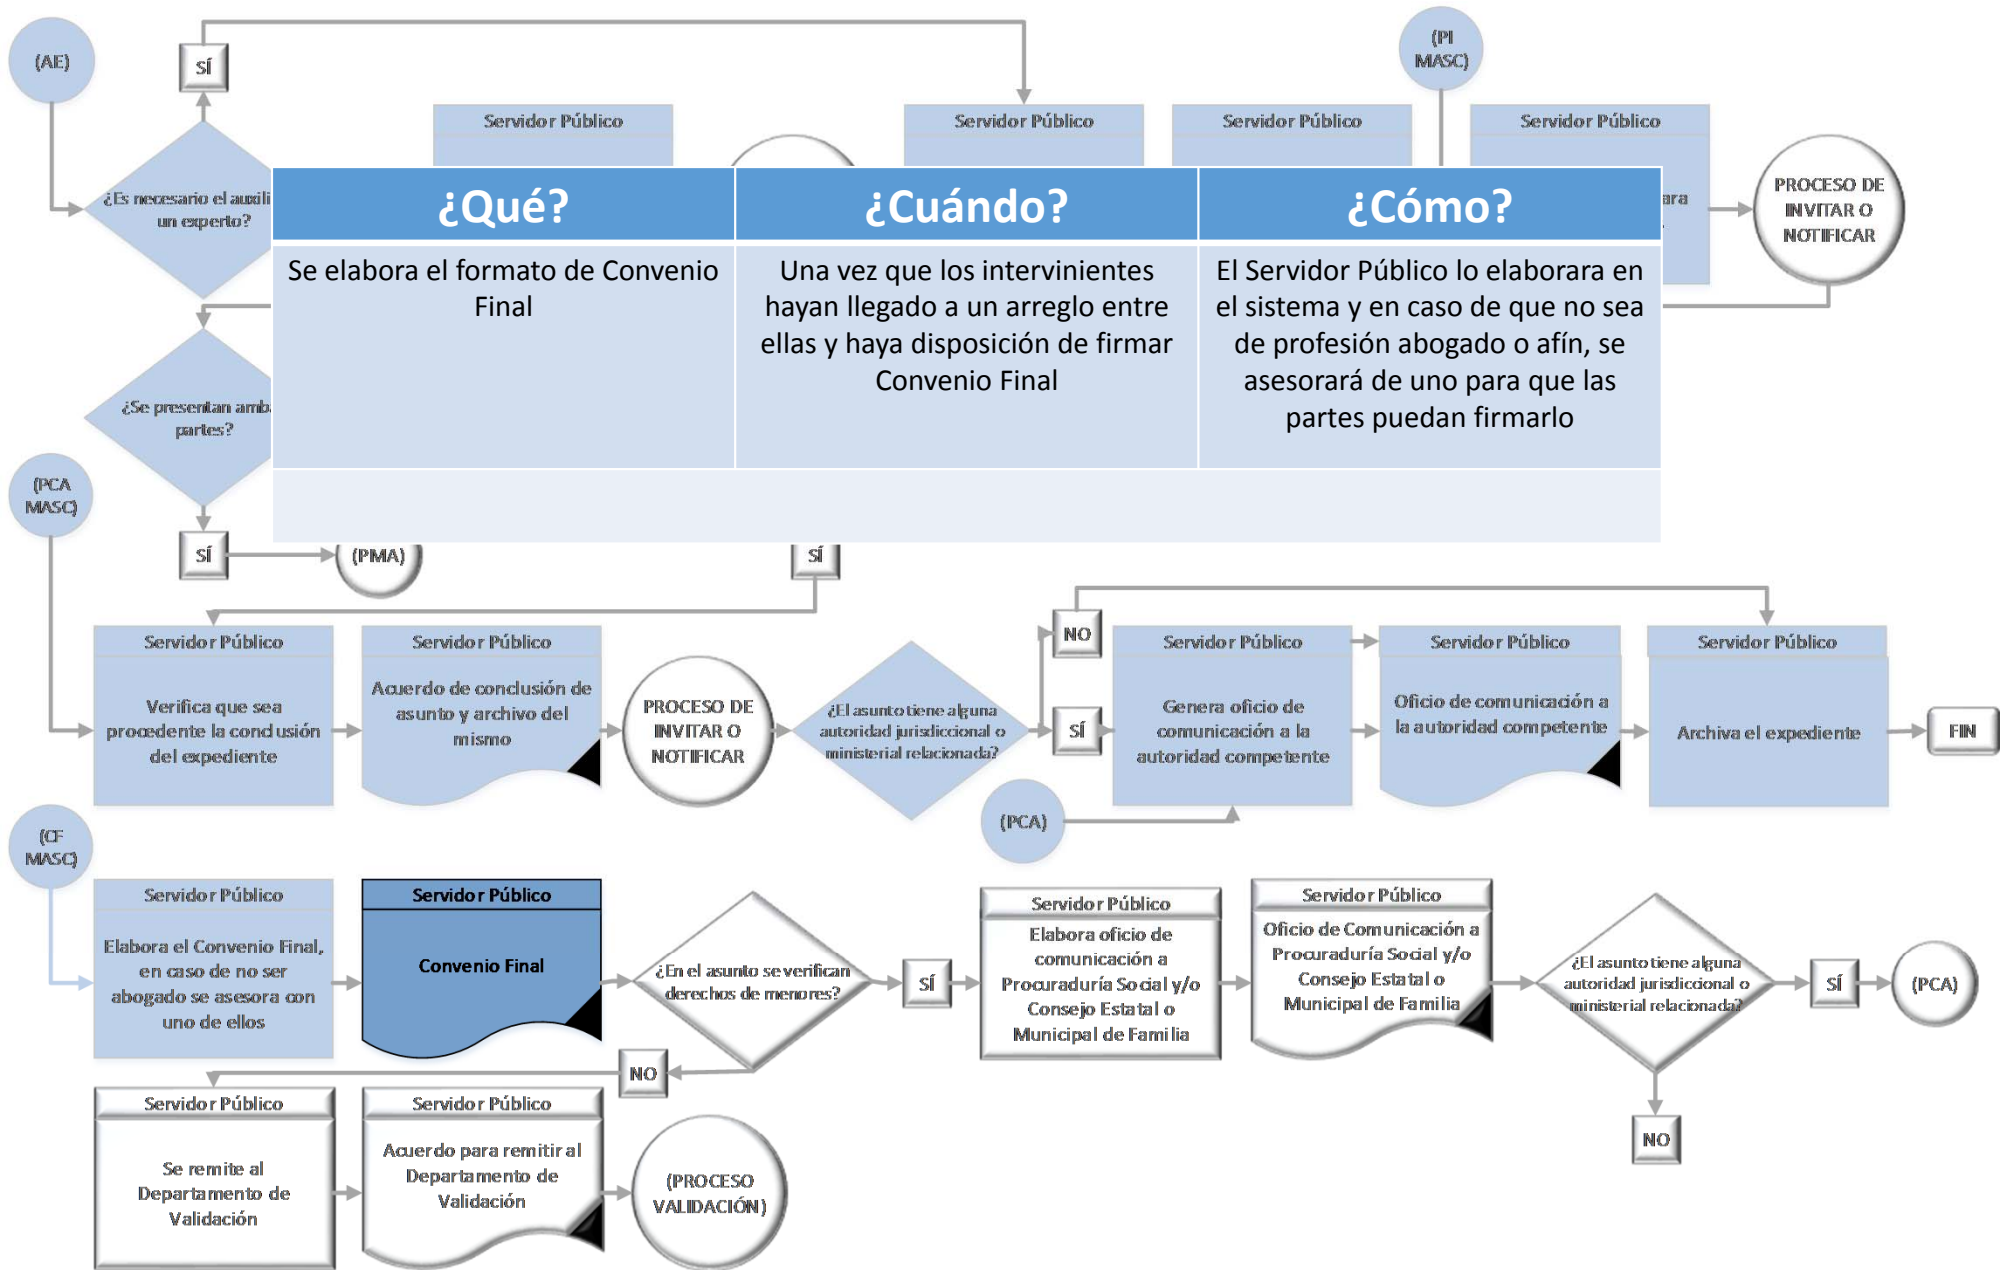 (AE)
SÍ
(PI
MASC)
Servidor Público
Servidor Público
Servidor Público
Servidor Público
¿Es necesario el
un experto?
ara
PROCESO DE
INVITAR O
NOTIFICAR
¿Qué?
¿Cuándo?
¿Cómo?
Se elabora el formato de Convenio
Final
Una vez que los intervinientes
hayan llegado a un arreglo entre
ellas y haya disposición de firmar
Convenio Final
El Servidor Público lo elaborara en
el sistema y en caso de que no sea
de profesión abogado o afín, se
asesorará de uno para que las
partes puedan firmarlo
¿Se presentan
partes?
(PCA
MASC)
SÍ
(PMA)
SÍ
Servidor Público
Verifica que sea
procedente la conclusión
del expediente
Servidor Público
Acuerdo de conclusión de
asunto y archivo del
mismo
PROCESO DE
INVITAR O
NOTIFICAR
¿El asunto tiene alguna
autoridad jurisdiccional o
ministerial relacionada?
NO
SÍ
Servidor Público
Genera oficio de
comunicación a la
autoridad competente
Servidor Público
Oficio de comunicación a
la autoridad competente
Servidor Público
Archiva el expediente
FIN
(PCA)
(CF
MASC)
Servidor Público
Elabora el Convenio Final,
en caso de no ser
abogado se asesora con
uno de ellos
Servidor Público
Convenio Final
¿En el asunto se verifican
derechos de menores?
SÍ
Servidor Público
Elabora oficio de
comunicación a
Procuraduría Social y/o
Consejo Estatal o
Municipal de Familia
Servidor Público
Oficio de Comunicación a
Procuraduría Social y/o
Consejo Estatal o
Municipal de Familia
¿El asunto tiene alguna
autoridad jurisdiccional o
ministerial relacionada?
SÍ
(PCA)
NO
NO
Servidor Público
Se remite al
Departamento de
Validación
Servidor Público
Acuerdo para remitir al
Departamento de
Validación
(PROCESO
VALIDACIÓN)